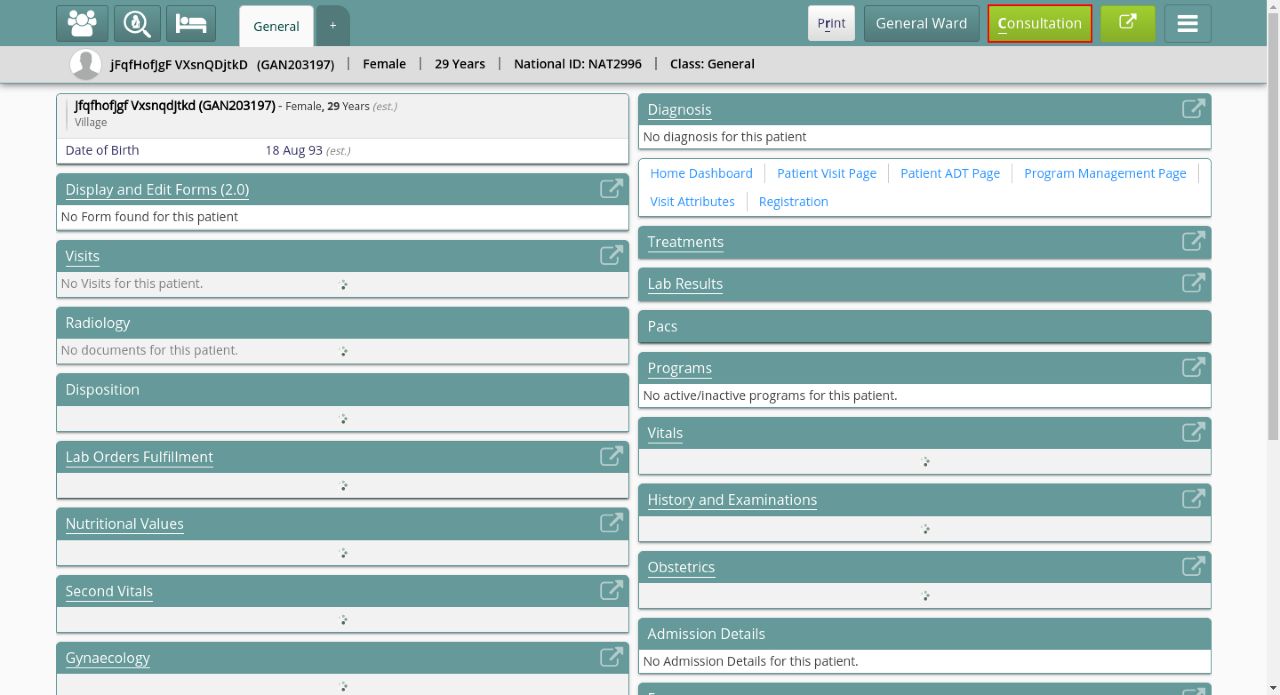 General
+
Print
General Ward
Consultation
jFqfHofJgF VXsnQDjtkD (GAN203197) | Female | 29 Years | National ID: NAT2996 | Class: General
Jfqfhofjgf Vxsnqdjtkd (GAN203197) - Female, 29 Years (est.)
Village
Date of Birth 18 Aug 93 (est.)
Display and Edit Forms (2.0)
No Form found for this patient
Visits
No Visits for this patient.
Radiology
No documents for this patient.
Disposition
Lab Orders Fulfillment
Nutritional Values
Second Vitals
Gynaecology
Diagnosis
No diagnosis for this patient
Home Dashboard | Patient Visit Page | Patient ADT Page | Program Management Page |
Visit Attributes | Registration
Treatments
Lab Results
Pacs
Programs
No active/inactive programs for this patient.
Vitals
History and Examinations
Obstetrics
Admission Details
No Admission Details for this patient.